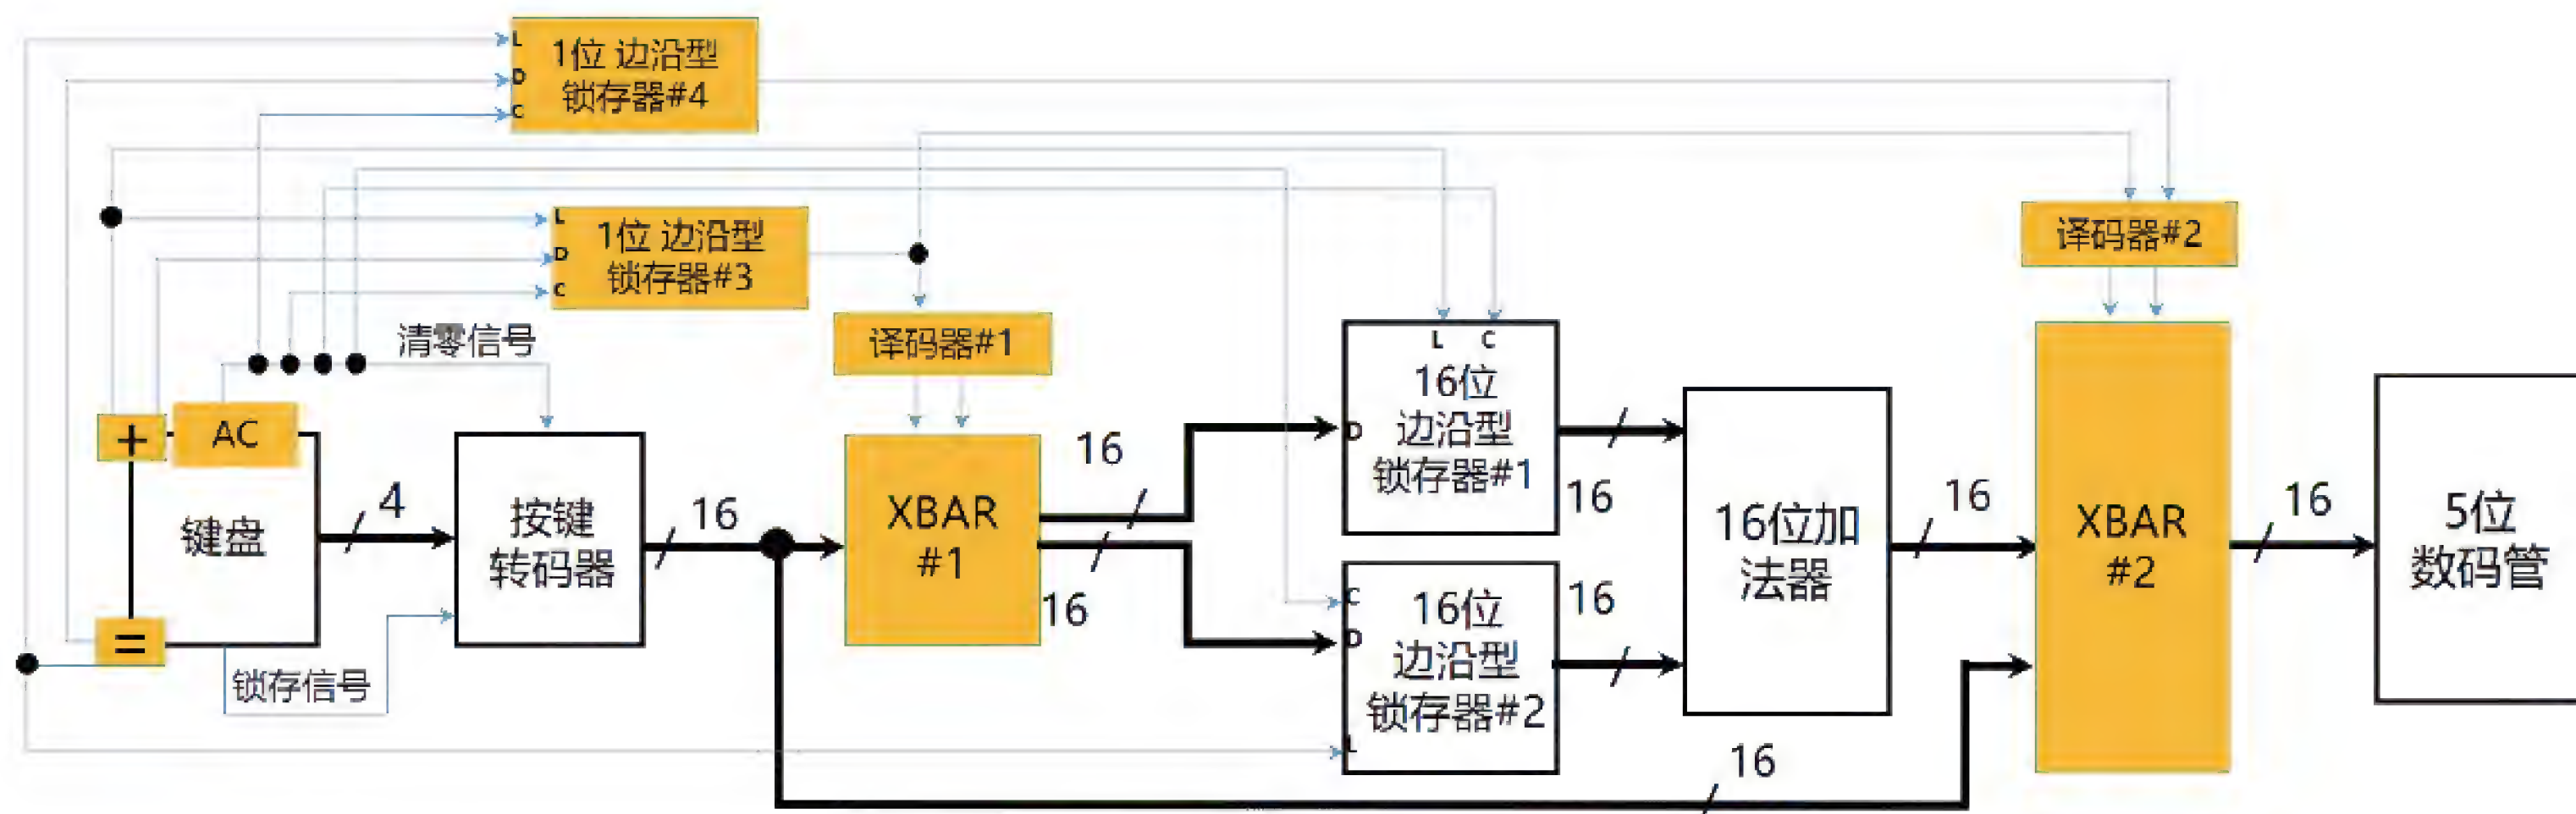 L
D
C
1位 边沿型
锁存器#4
L
D
C
1位 边沿型
锁存器#3
译码器#2
清零信号
译码器#1
L C
16位
边沿型
锁存器#1
D
+
AC
键盘
=
锁存信号
4
按键
转码器
16
XBAR
#1
16
16
16
C
D
L
16位
边沿型
锁存器#2
16
16位加
法器
16
XBAR
#2
16
16
5位
数码管